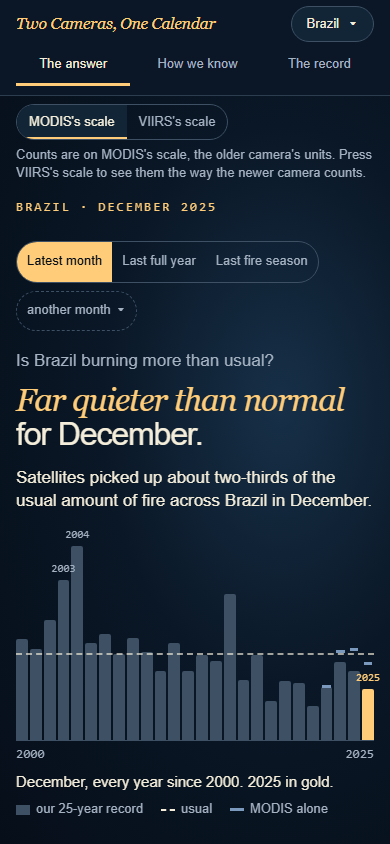 Two Cameras, One Calendar
Brazil
The answer
How we know
The record
MODIS's scale
VIIRS's scale
Counts are on MODIS's scale, the older camera's units. Press
VIIRS's scale to see them the way the newer camera counts.
BRAZIL · DECEMBER 2025
Latest month
Last full year
Last fire season
another month
Is Brazil burning more than usual?
Far quieter than normal
for December.
Satellites picked up about two-thirds of the
usual amount of fire across Brazil in December.
2004
2003
2025
2000
2025
December, every year since 2000. 2025 in gold.
our 25-year record
usual
MODIS alone